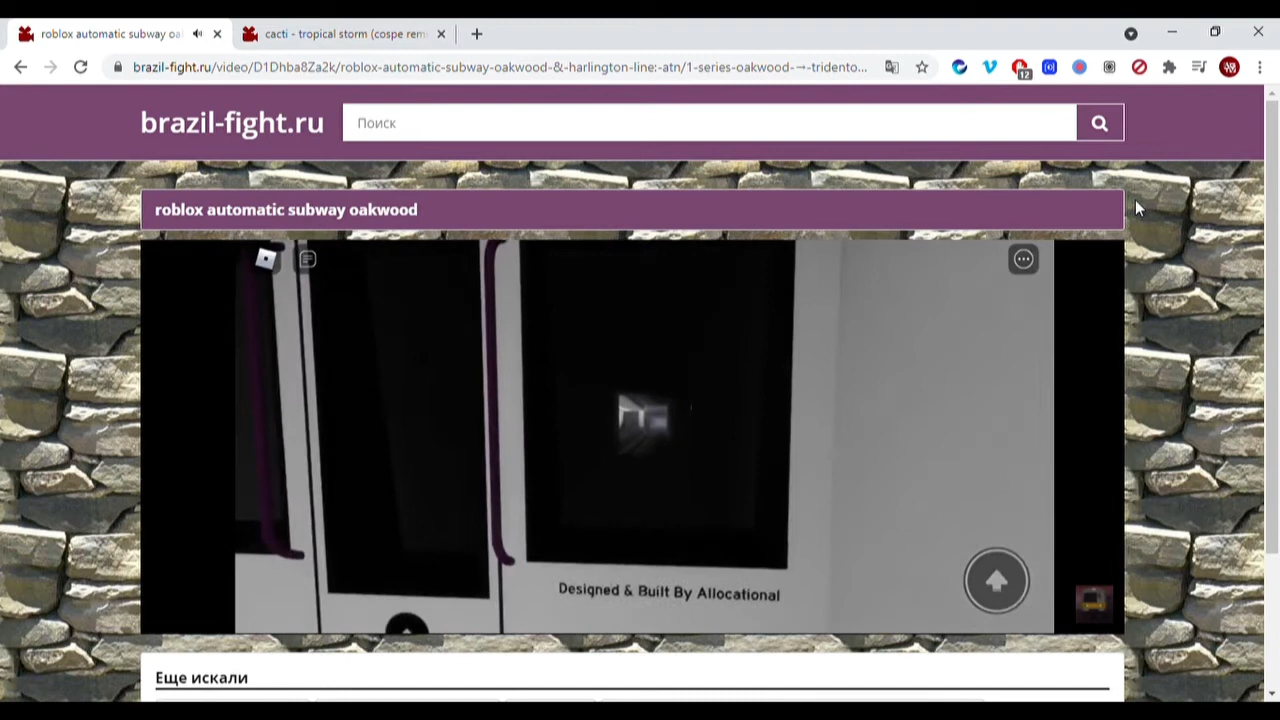 roblox automatic subway oa
cacti - tropical storm (cospe rem
brazil-fight.ru/video/D1Dhba8Za2k/roblox-automatic-subway-oakwood-&-harlington-line:-atn/1-series-oakwood-→-tridento...
12
brazil-fight.ru
Поиск
roblox automatic subway oakwood
Designed & Built By Allocational
Еще искали